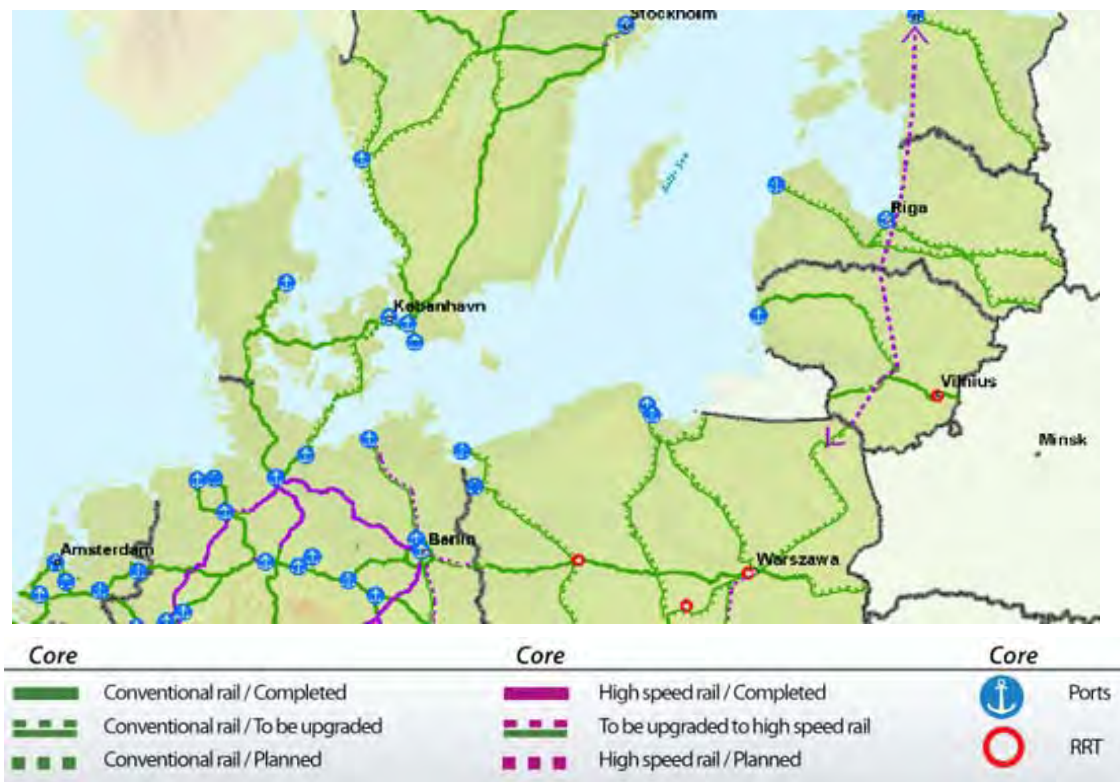 Stockholm
Riga
København
Vilnius
Minsk
Amsterdam
Berlin
Warszawa
Core Core Core
Conventional rail / Completed High speed rail / Completed Ports
Conventional rail / To be upgraded To be upgraded to high speed rail RRT
Conventional rail / Planned High speed rail / Planned